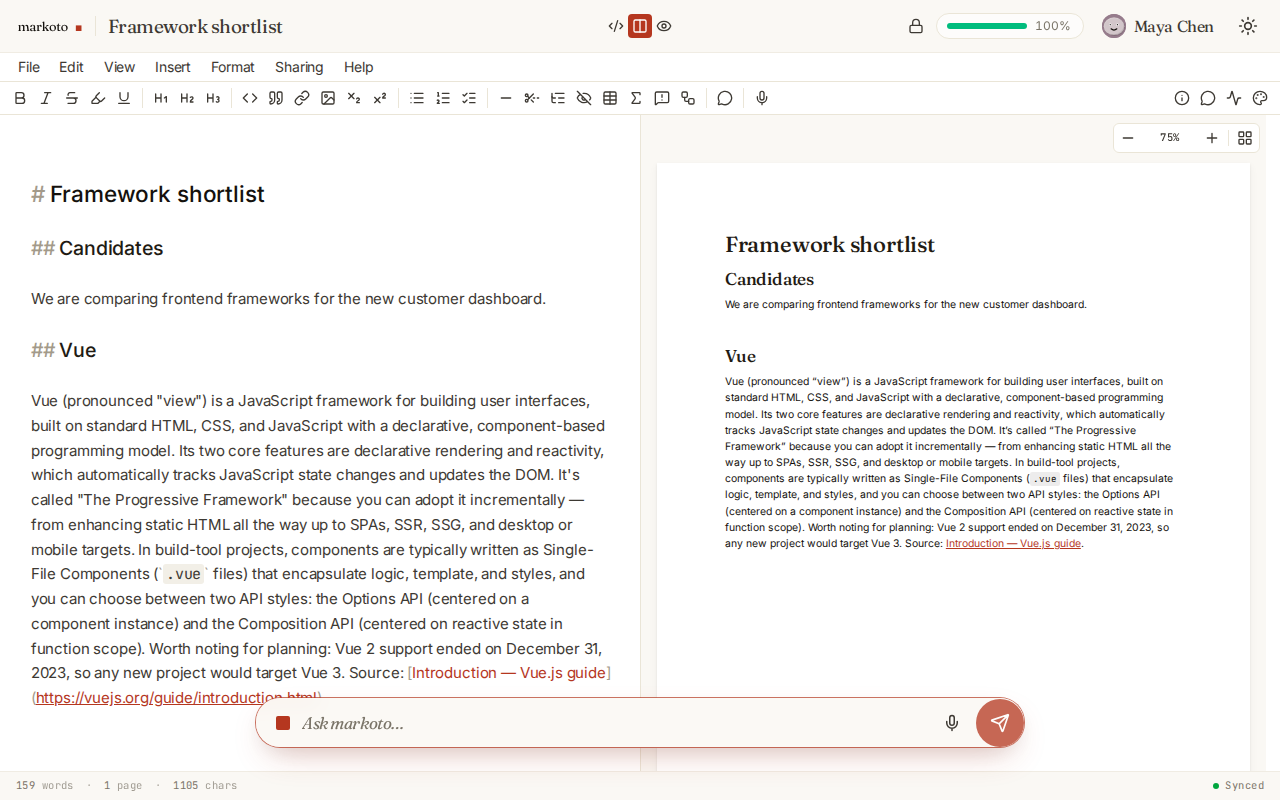 markoto
Framework shortlist
100%
Maya Chen
File Edit View Insert Format Sharing Help
H1 H2 H3
75%
# Framework shortlist
## Candidates
We are comparing frontend frameworks for the new customer dashboard.
## Vue
Vue (pronounced "view") is a JavaScript framework for building user interfaces,
built on standard HTML, CSS, and JavaScript with a declarative, component-based
programming model. Its two core features are declarative rendering and reactivity,
which automatically tracks JavaScript state changes and updates the DOM. It's
called "The Progressive Framework" because you can adopt it incrementally —
from enhancing static HTML all the way up to SPAs, SSR, SSG, and desktop or
mobile targets. In build-tool projects, components are typically written as Single-
File Components (`.vue` files) that encapsulate logic, template, and styles, and
you can choose between two API styles: the Options API (centered on a
component instance) and the Composition API (centered on reactive state in
function scope). Worth noting for planning: Vue 2 support ended on December 31,
2023, so any new project would target Vue 3. Source: [Introduction — Vue.js guide]
(https://vuejs.org/guide/introduction.html)
Framework shortlist
Candidates
We are comparing frontend frameworks for the new customer dashboard.
Vue
Vue (pronounced “view”) is a JavaScript framework for building user interfaces, built on
standard HTML, CSS, and JavaScript with a declarative, component-based programming
model. Its two core features are declarative rendering and reactivity, which automatically
tracks JavaScript state changes and updates the DOM. It’s called “The Progressive
Framework” because you can adopt it incrementally — from enhancing static HTML all the
way up to SPAs, SSR, SSG, and desktop or mobile targets. In build-tool projects,
components are typically written as Single-File Components (.vue files) that encapsulate
logic, template, and styles, and you can choose between two API styles: the Options API
(centered on a component instance) and the Composition API (centered on reactive state in
function scope). Worth noting for planning: Vue 2 support ended on December 31, 2023, so
any new project would target Vue 3. Source: Introduction — Vue.js guide.
Ask markoto...
159 words · 1 page · 1105 chars
Synced